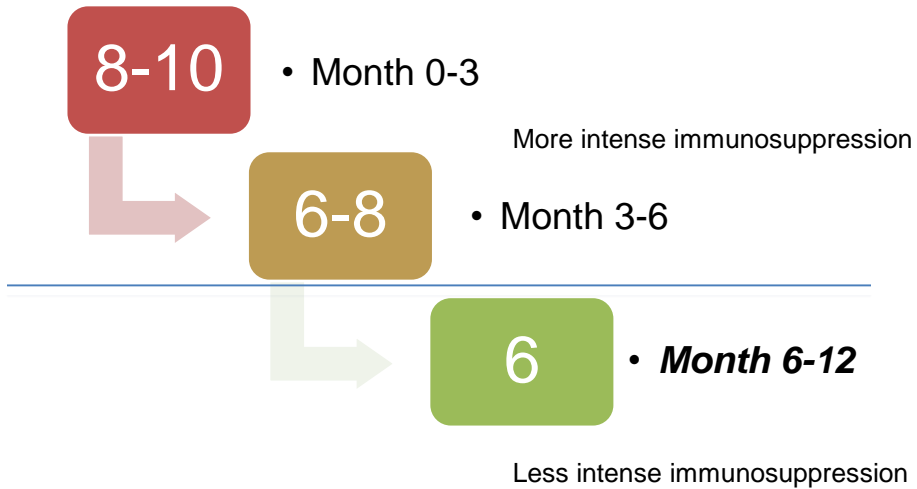 8-10
• Month 0-3
More intense immunosuppression
6-8
• Month 3-6
6
• Month 6-12
Less intense immunosuppression